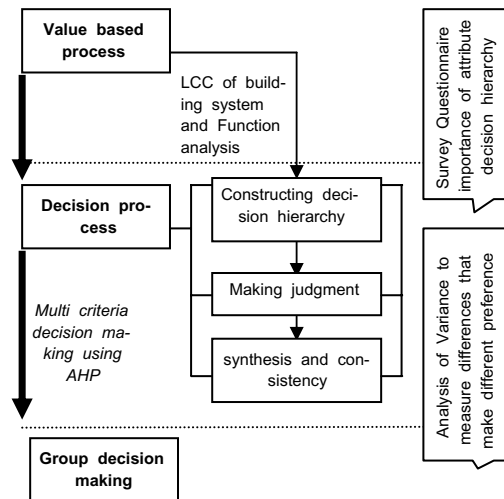 Value based
process
LCC of build-
ing system
and Function
analysis
Survey Questionnaire
importance of attribute
decision hierarchy
Decision pro-
cess
Constructing deci-
sion hierarchy
Making judgment
synthesis and con-
sistency
Multi criteria
decision ma-
king using
AHP
Analysis of Variance to
measure differences that
make different preference
Group decision
making